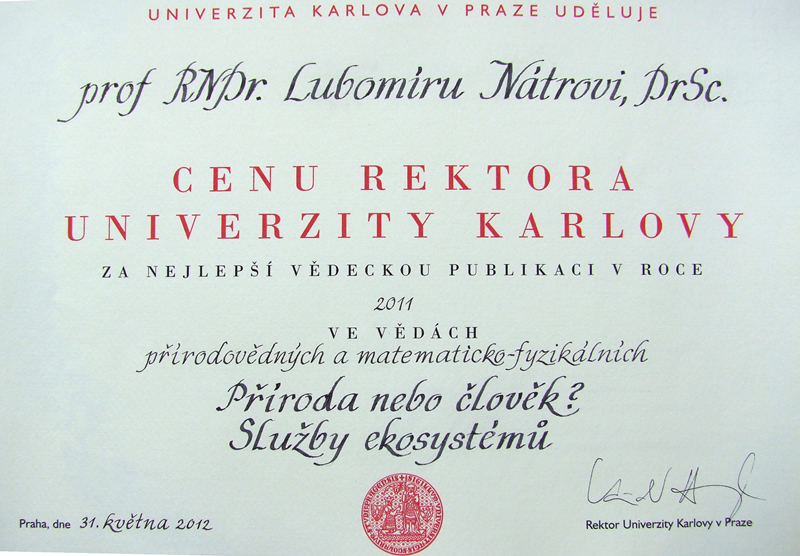 UNIVERZITA KARLOVA V PRAZE UDĚLUJE
prof RNDr. Lubomíru Nátrovi, DrSc.
CENU REKTORA
UNIVERZITY KARLOVY
ZA NEJLEPŠÍ VĚDECKOU PUBLIKACI V ROCE
2011
VE VĚDÁCH
přírodovědných a matematicko-fyzikálních
Příroda nebo člověk?
Služby ekosystémů
Praha, dne 31. května 2012
Rektor Univerzity Karlovy v Praze